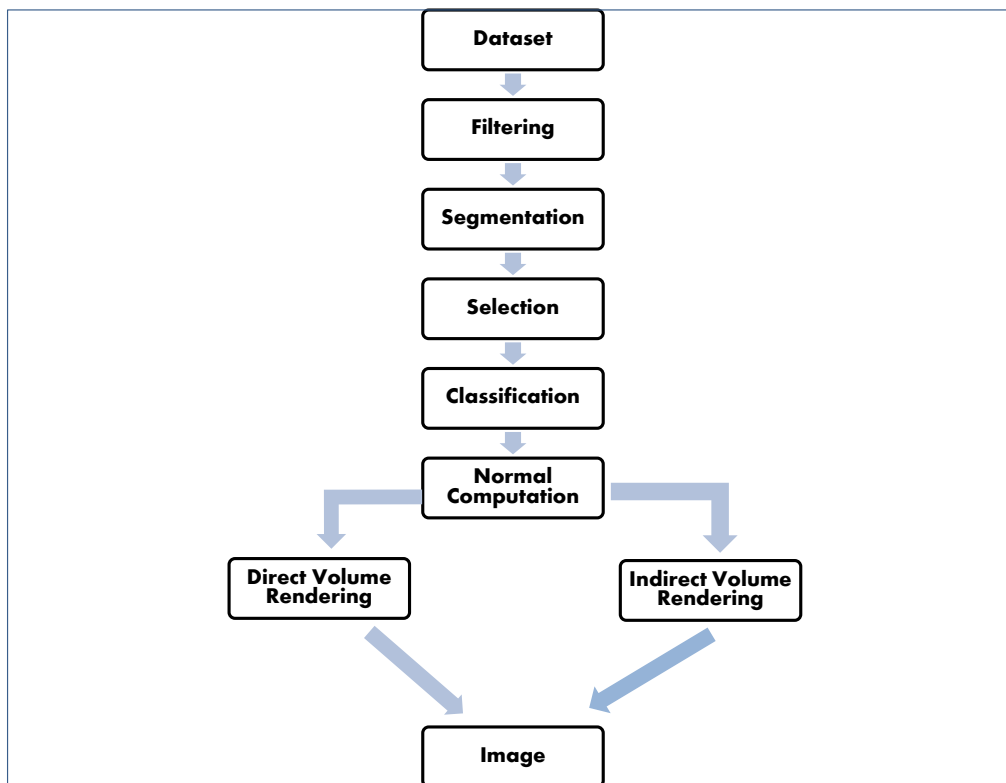 Dataset
Filtering
Segmentation
Selection
Classification
Normal
Computation
Direct Volume
Rendering
Indirect Volume
Rendering
Image